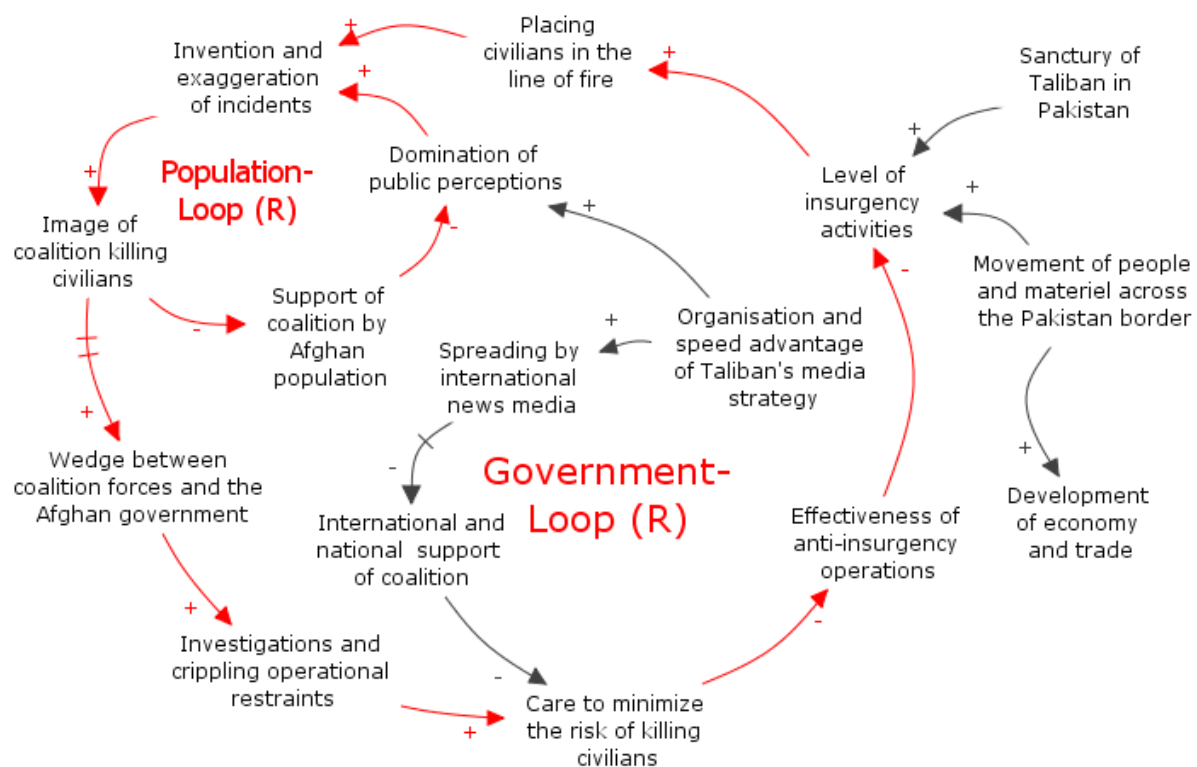 Placing
civilians in the
line of fire
Invention and
exaggeration
of incidents
Sanctury of
Taliban in
Pakistan
+
+
+
+
+
Domination of
public perceptions
Population-
Loop (R)
Level of
insurgency
activities
+
+
+
-
-
Image of
coalition killing
civilians
Movement of people
and materiel across
the Pakistan border
Support of
coalition by
Afghan
population
-
Organisation and
speed advantage
of Taliban's media
strategy
+
Spreading by
international
news media
+
-
+
Wedge between
coalition forces and the
Afghan government
Government-
Loop (R)
Development
of economy
and trade
International and
national support
of coalition
Effectiveness of
anti-insurgency
operations
+
-
Investigations and
crippling operational
restraints
-
+
Care to minimize
the risk of killing
civilians